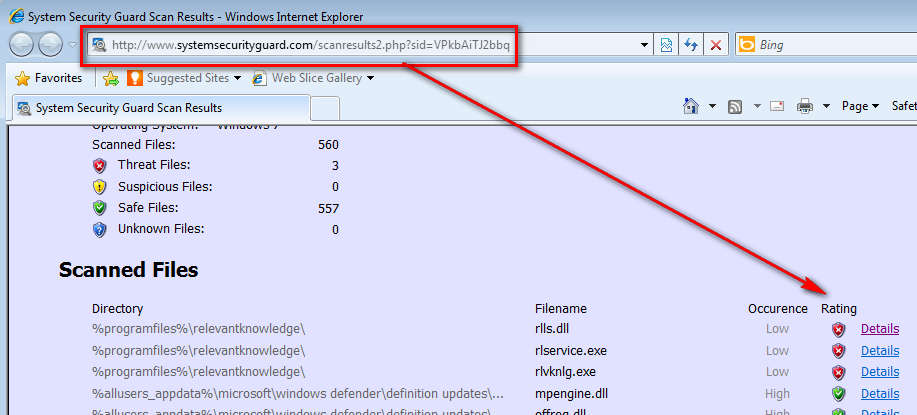 System Security Guard Scan Results - Windows Internet Explorer
http://www.systemsecurityguard.com/scanresults2.php?sid=VPkbAiTJ2bbq
Bing
Favorites Suggested Sites Web Slice Gallery
System Security Guard Scan Results Page Safet
Operating System: Windows 7
Scanned Files: 560
Threat Files: 3
Suspicious Files: 0
Safe Files: 557
Unknown Files: 0
Scanned Files
Directory Filename Occurence Rating
%programfiles%\relevantknowledge\ rlls.dll Low Details
%programfiles%\relevantknowledge\ rlservice.exe Low Details
%programfiles%\relevantknowledge\ rlvknlg.exe Low Details
%allusers_appdata%\microsoft\windows defender\definition updates\... mpengine.dll High Details
%allusers_appdata%\microsoft\windows defender\definition updates\... High Details